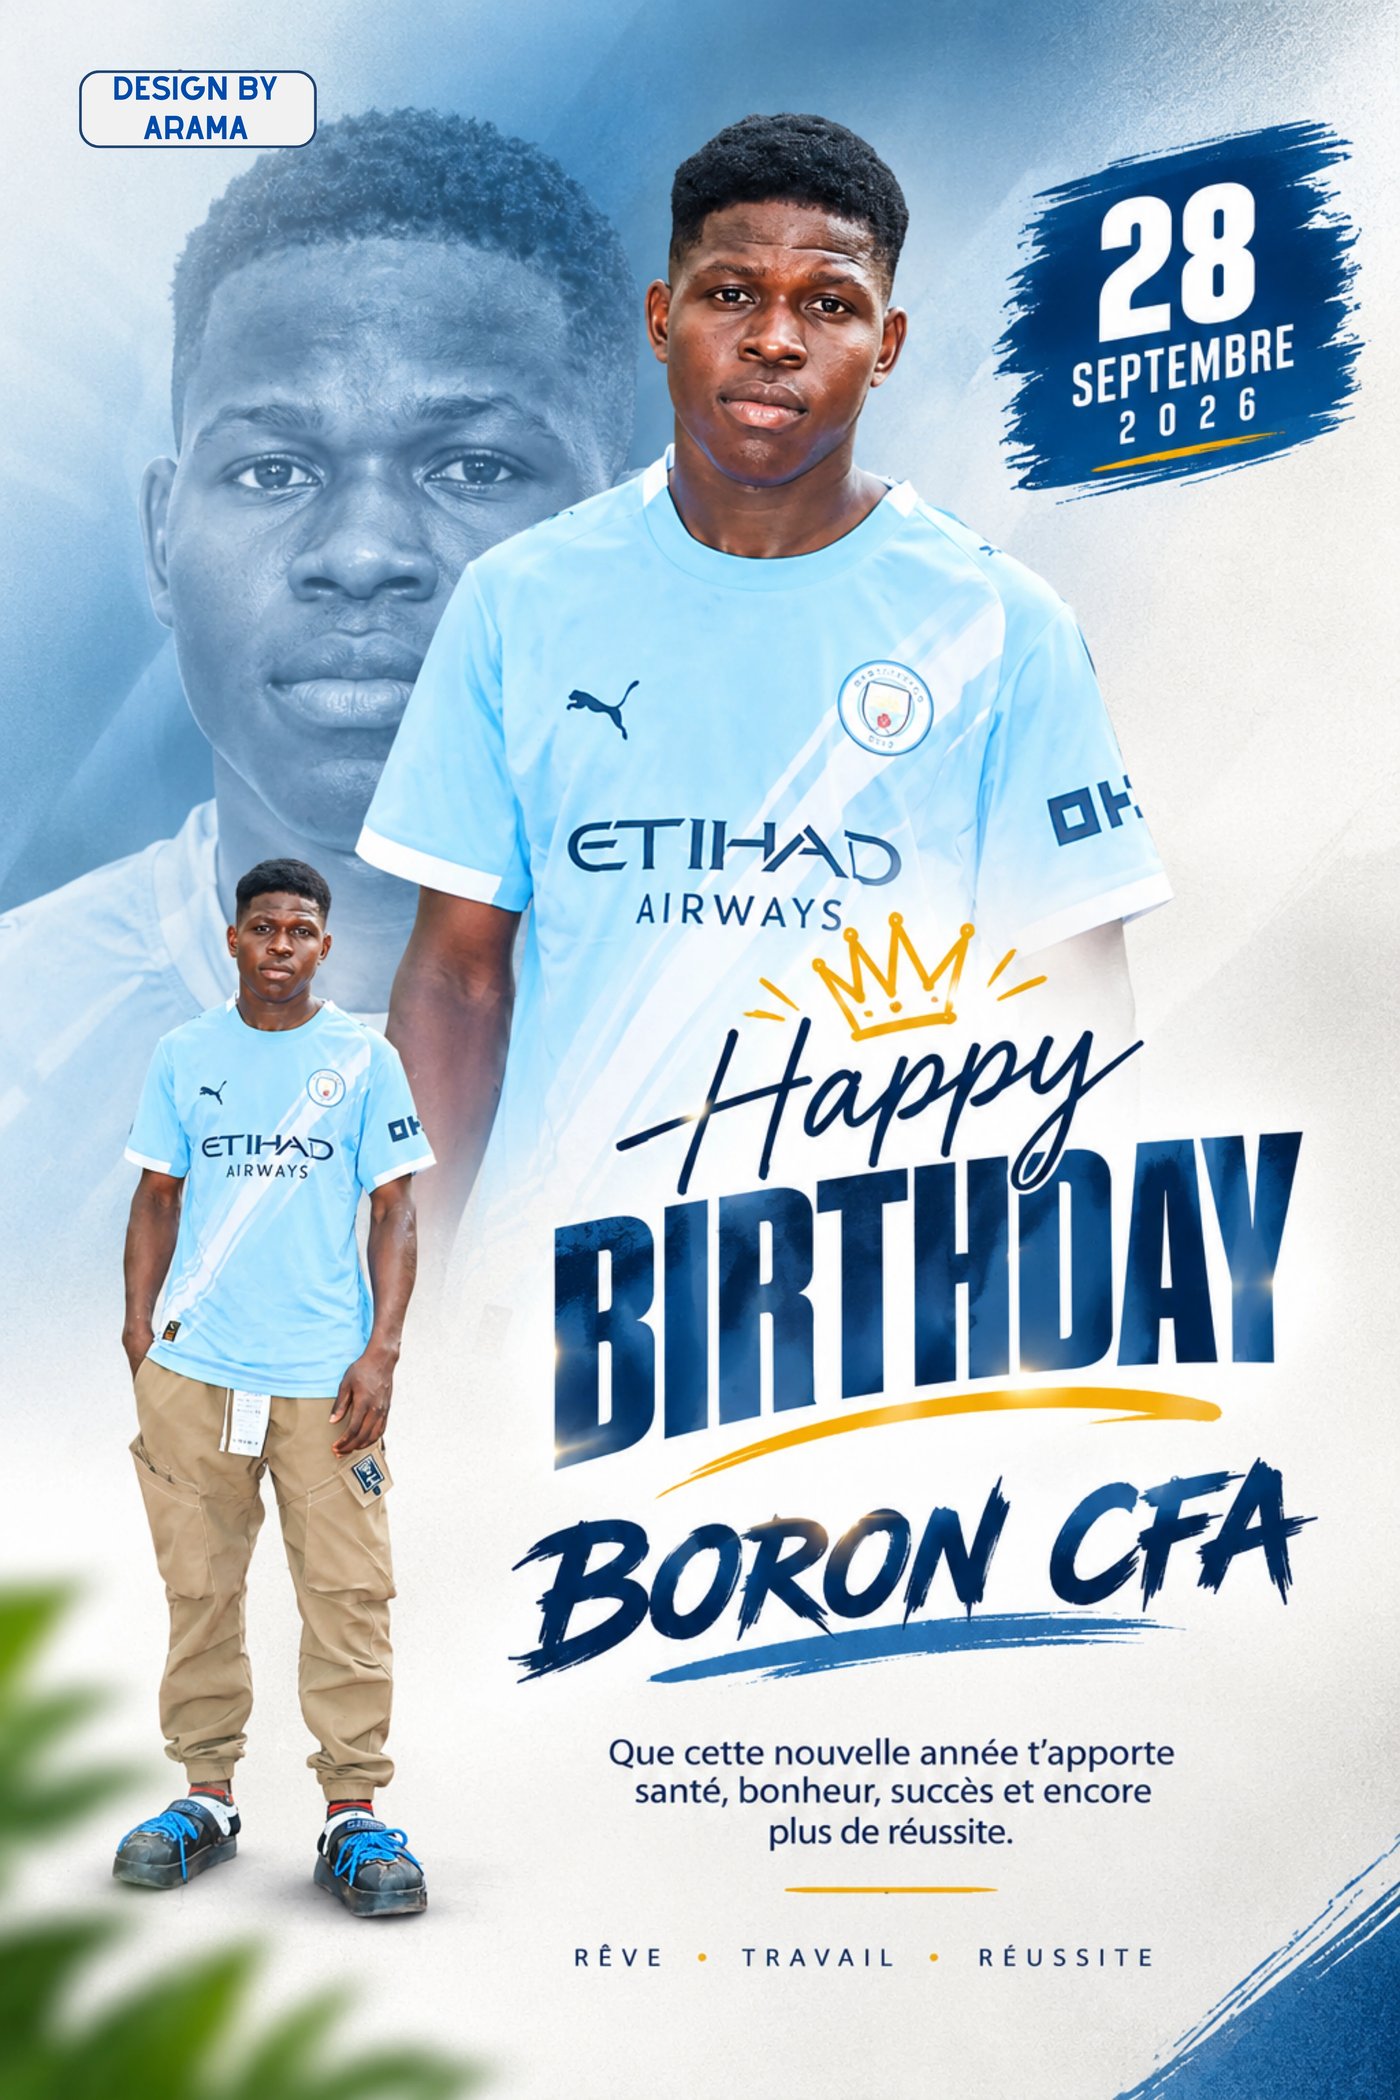 DESIGN BY
ARAMA
28
SEPTEMBRE
2026
ETIHAD
AIRWAYS
Happy
BIRTHDAY
BORON CFA
ETIHAD
AIRWAYS
Que cette nouvelle année t’apporte
santé, bonheur, succès et encore
plus de réussite.
RÊVE • TRAVAIL • RÉUSSITE